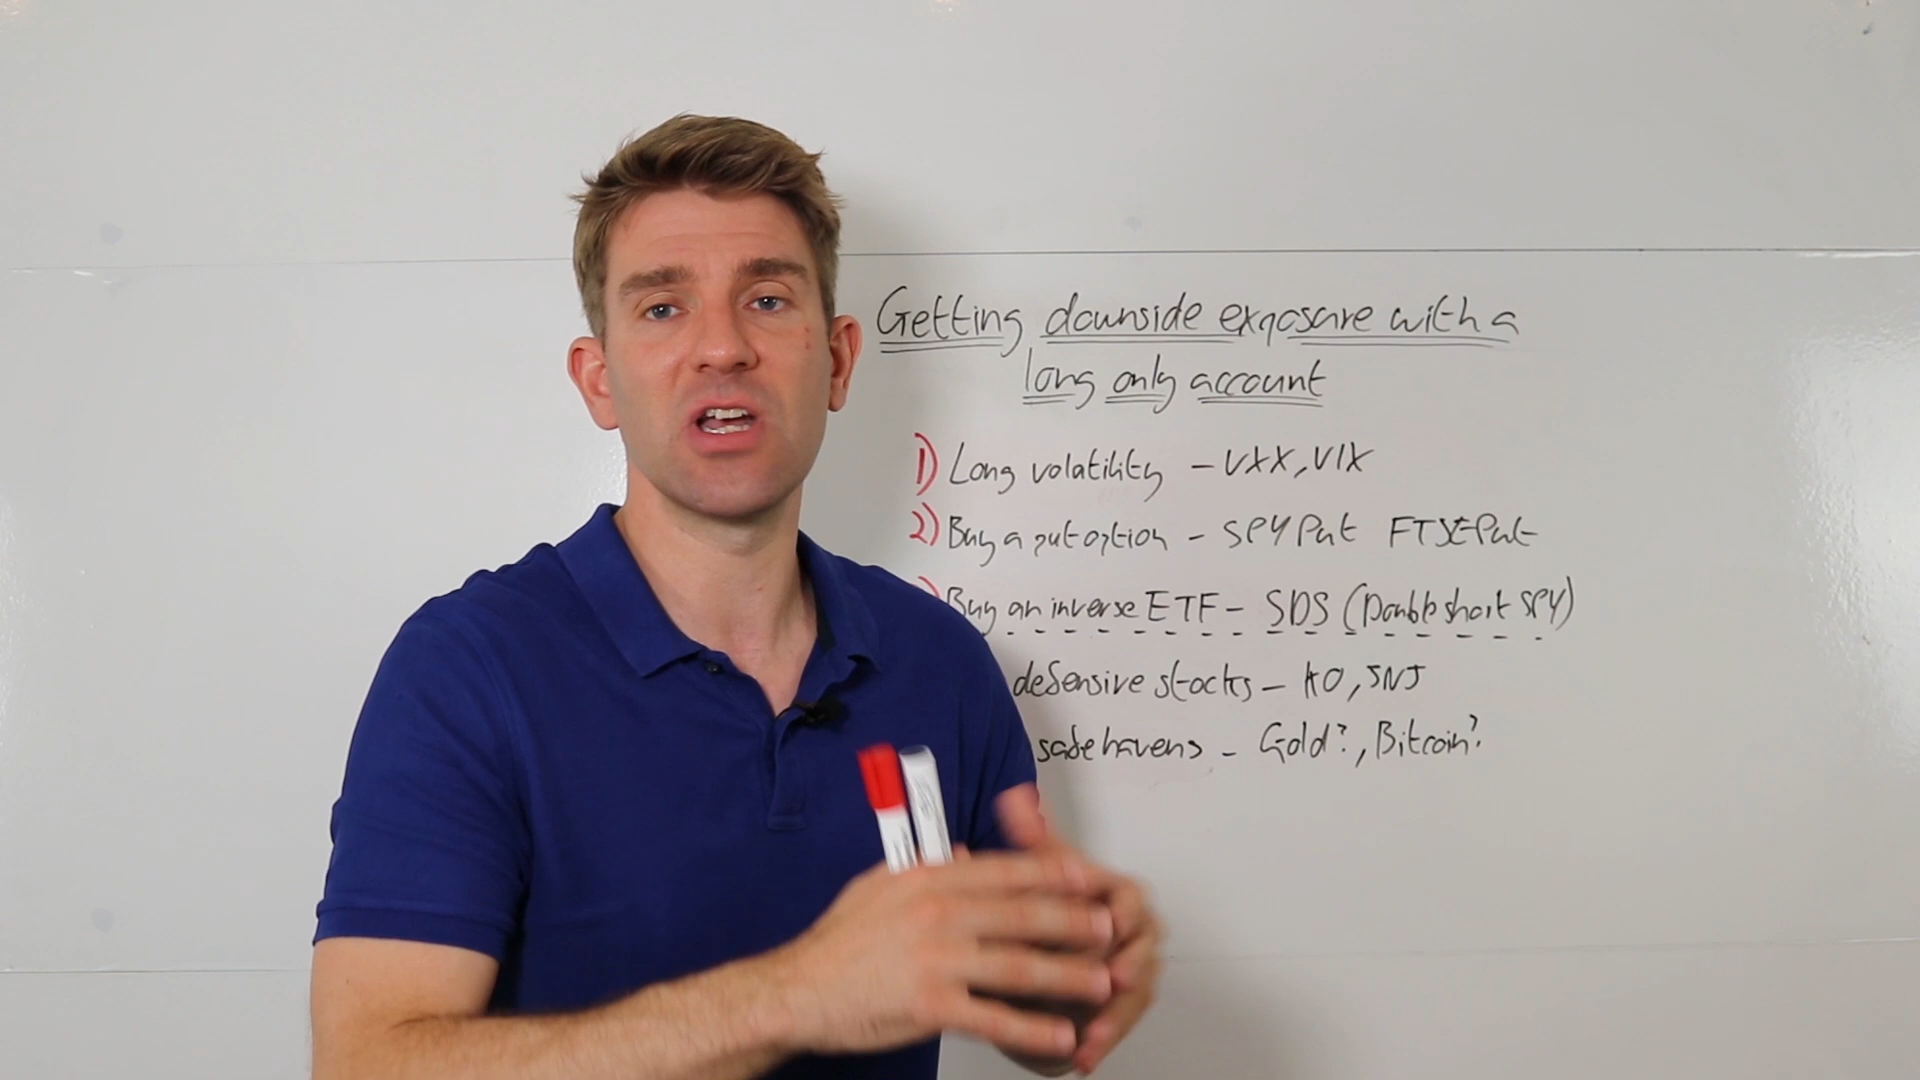 Getting downside exposure with a
long only account
1) Long volatility - VXX, VIX
2) Buy a put option - SPY Put FTSE Put
) Buy an inverse ETF - SDS (Double short SPY)
defensive stocks - KO, JNJ
safe havens - Gold?, Bitcoin?